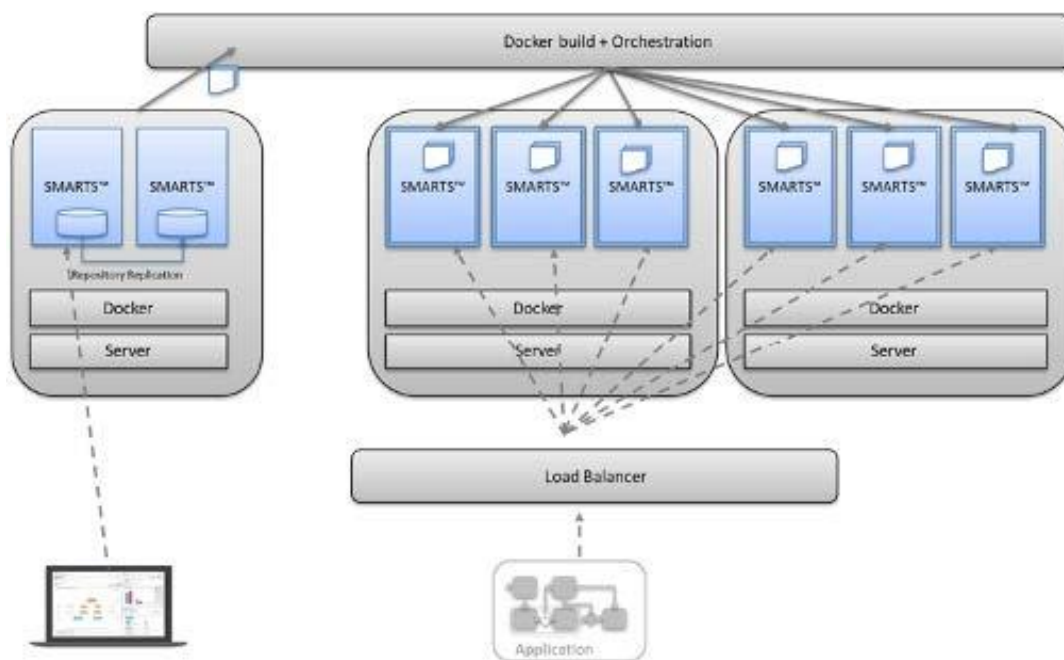 Docker build + Orchestration
SMARTS™ SMARTS™
Repository Replication
Docker
Server
SMARTS™ SMARTS™ SMARTS™
Docker
Server
SMARTS™ SMARTS™ SMARTS™
Docker
Server
Load Balancer
Application